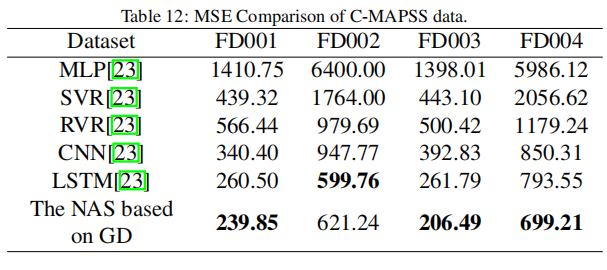 Table 12: MSE Comparison of C-MAPSS data.
Dataset FD001 FD002 FD003 FD004
MLP[23] 1410.75 6400.00 1398.01 5986.12
SVR[23] 439.32 1764.00 443.10 2056.62
RVR[23] 566.44 979.69 500.42 1179.24
CNN[23] 340.40 947.77 392.83 850.31
LSTM[23] 260.50 599.76 261.79 793.55
The NAS based
on GD 239.85 621.24 206.49 699.21